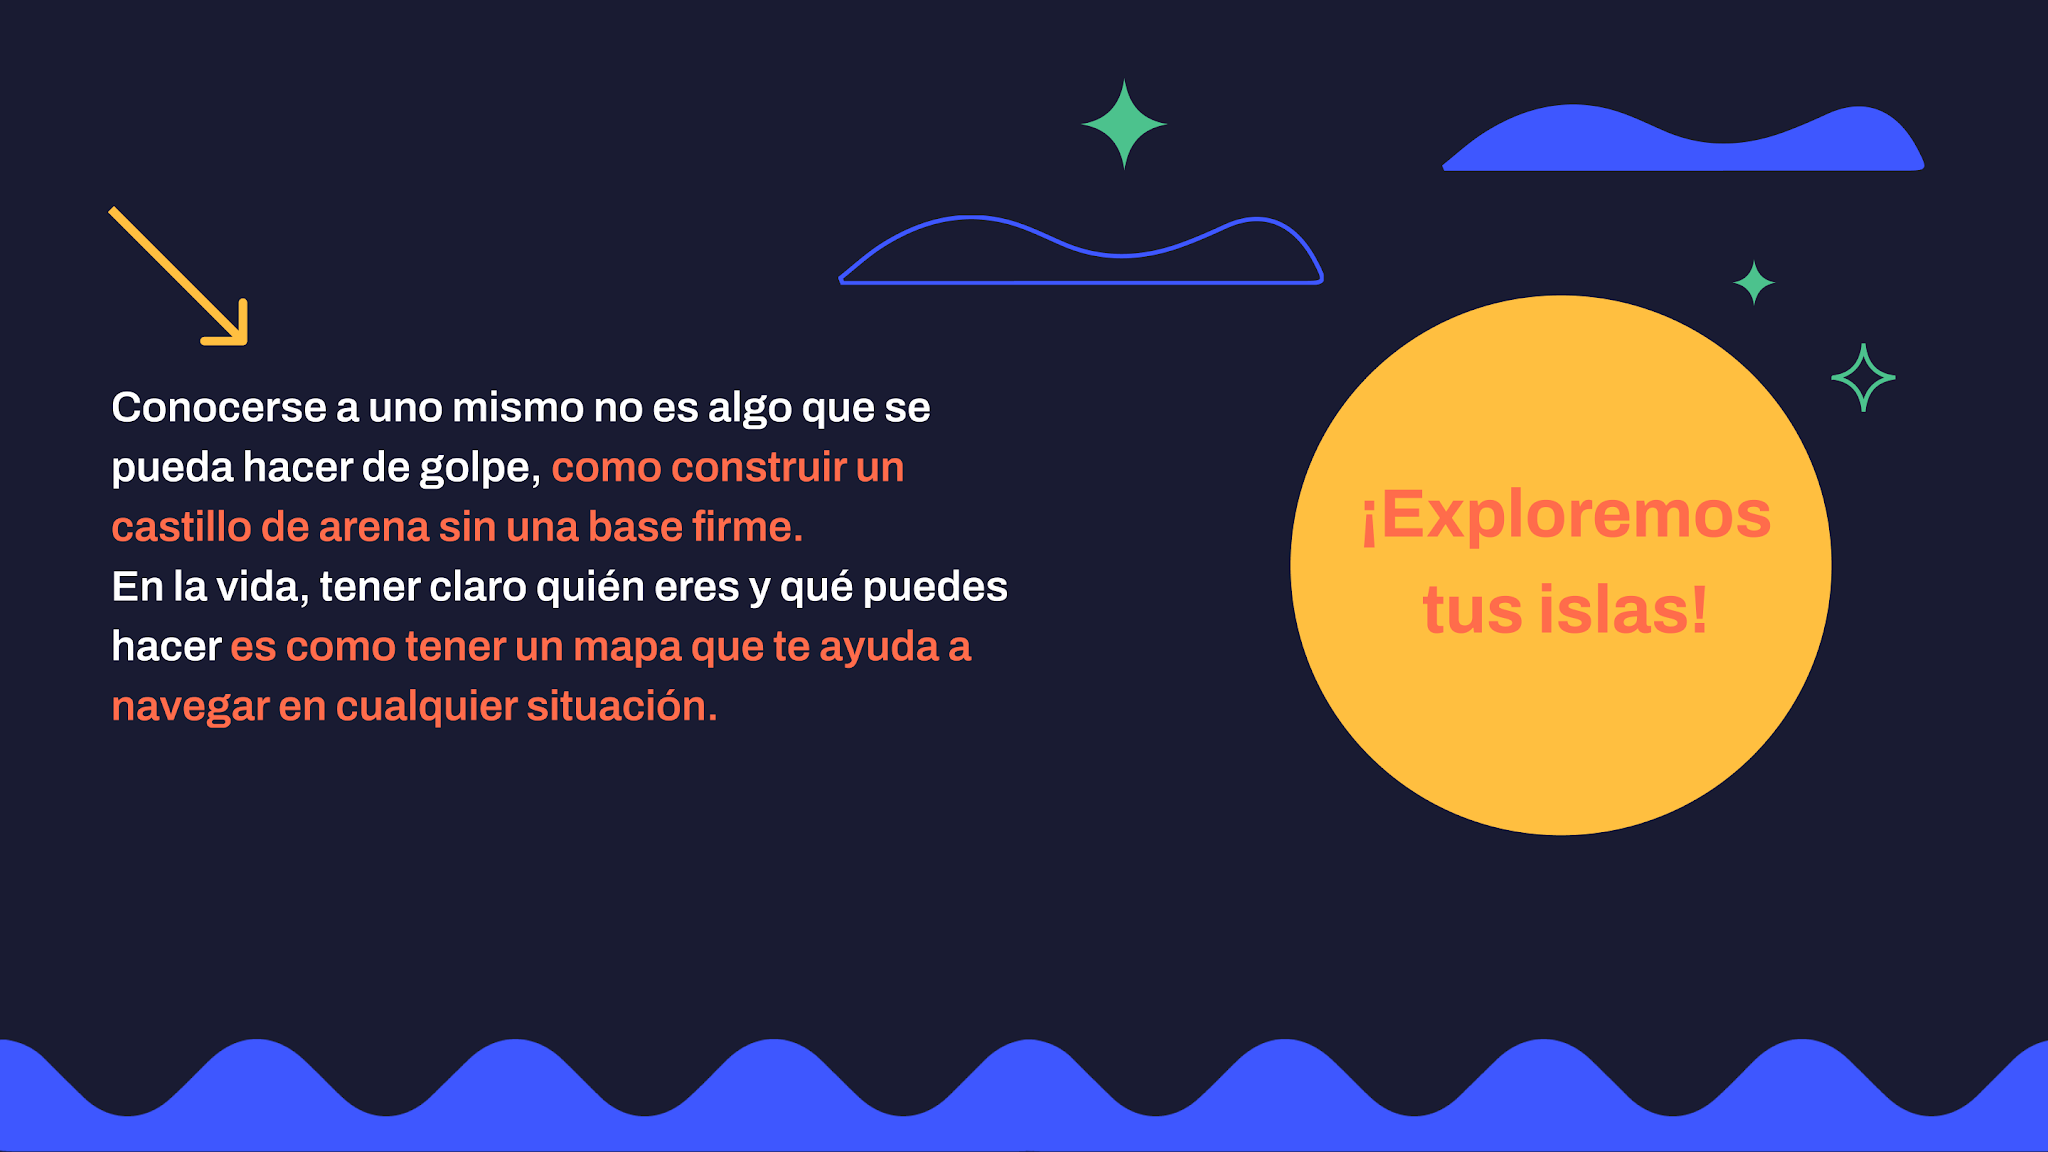 Conocerse a uno mismo no es algo que se
pueda hacer de golpe, como construir un
castillo de arena sin una base firme.
En la vida, tener claro quién eres y qué puedes
hacer es como tener un mapa que te ayuda a
navegar en cualquier situación.
¡Exploremos
tus islas!